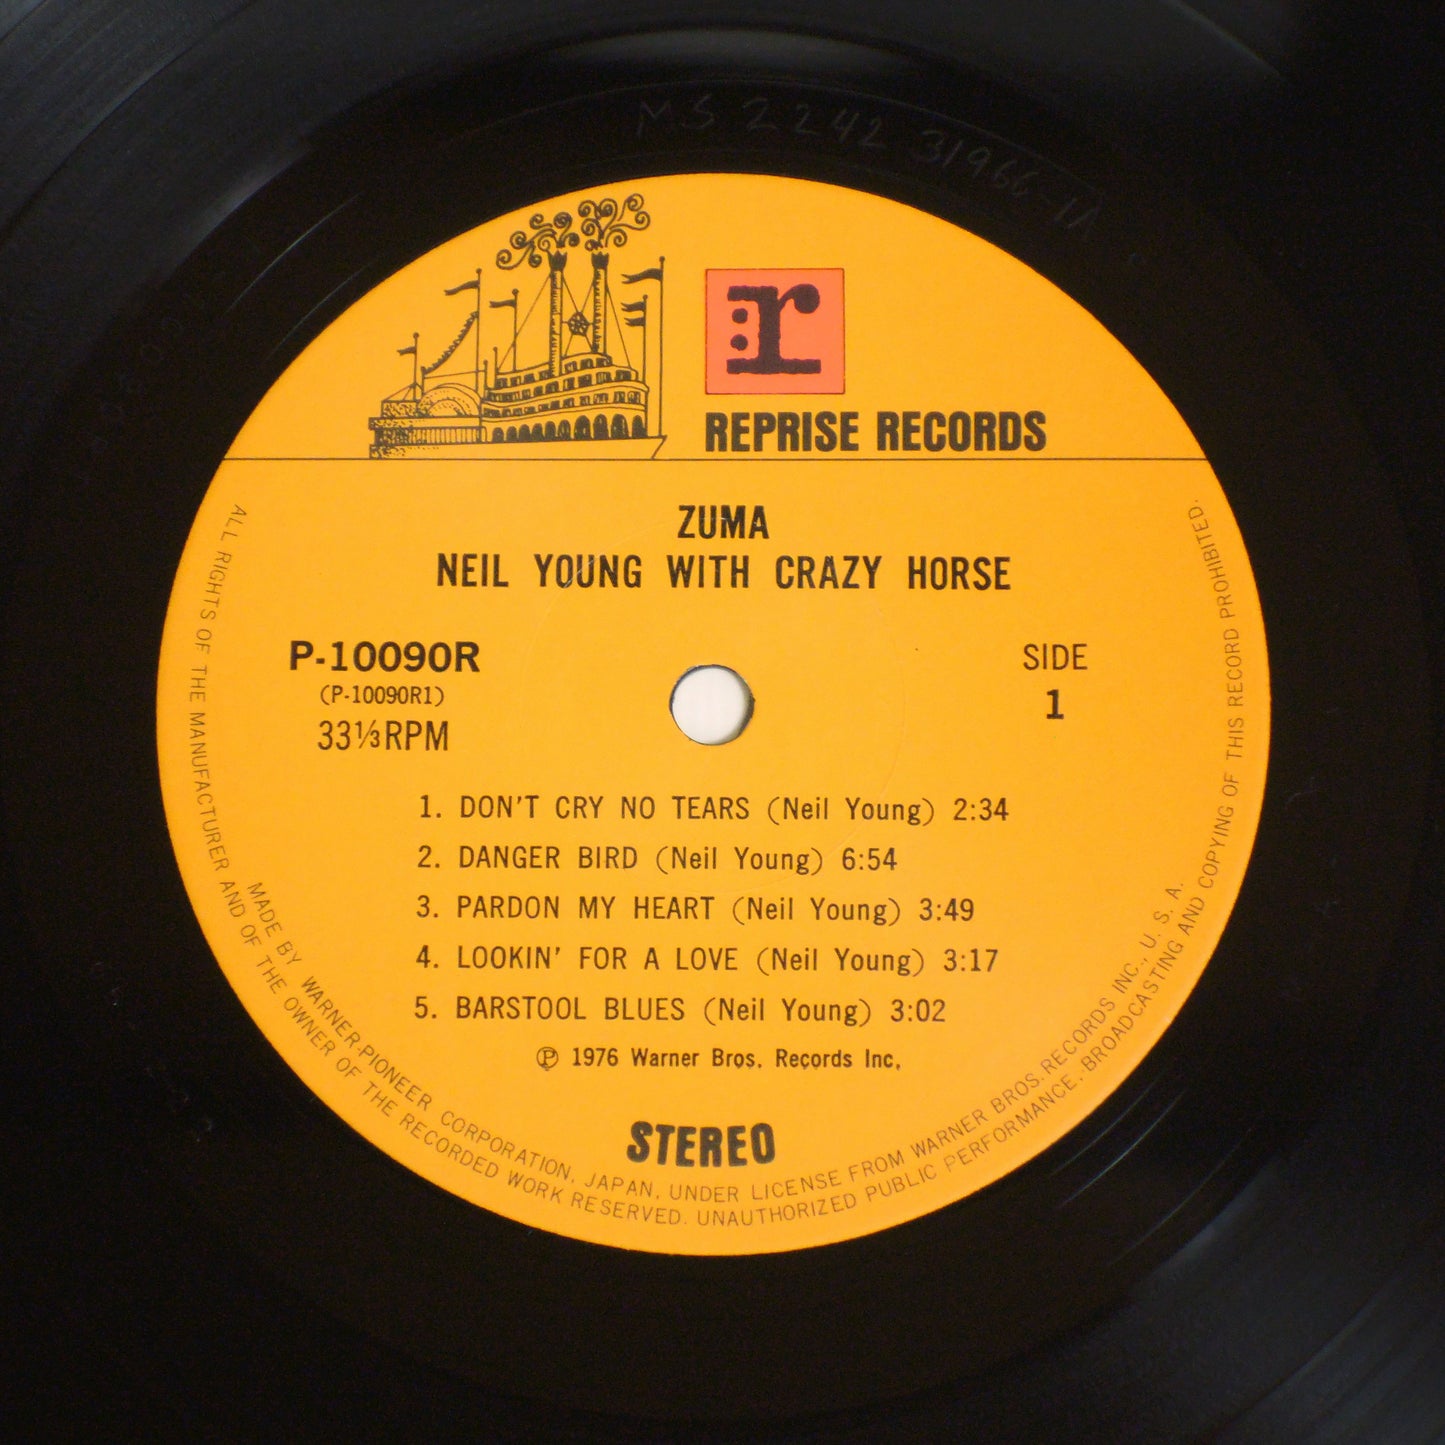 MS 2242 31966 1A
r
REPRISE RECORDS
ZUMA
NEIL YOUNG WITH CRAZY HORSE
P-10090R
(P-10090R1)
33⅓RPM
SIDE
1
1. DON'T CRY NO TEARS (Neil Young) 2:34
2. DANGER BIRD (Neil Young) 6:54
3. PARDON MY HEART (Neil Young) 3:49
4. LOOKIN' FOR A LOVE (Neil Young) 3:17
5. BARSTOOL BLUES (Neil Young) 3:02
Ⓟ 1976 Warner Bros. Records Inc.
STEREO
MADE BY WARNER-PIONEER CORPORATION, JAPAN, UNDER LICENSE FROM WARNER BROS. RECORDS INC., U. S. A.
ALL RIGHTS OF THE MANUFACTURER AND OF THE OWNER OF THE RECORDED WORK RESERVED. UNAUTHORIZED PUBLIC PERFORMANCE, BROADCASTING AND COPYING OF THIS RECORD PROHIBITED.